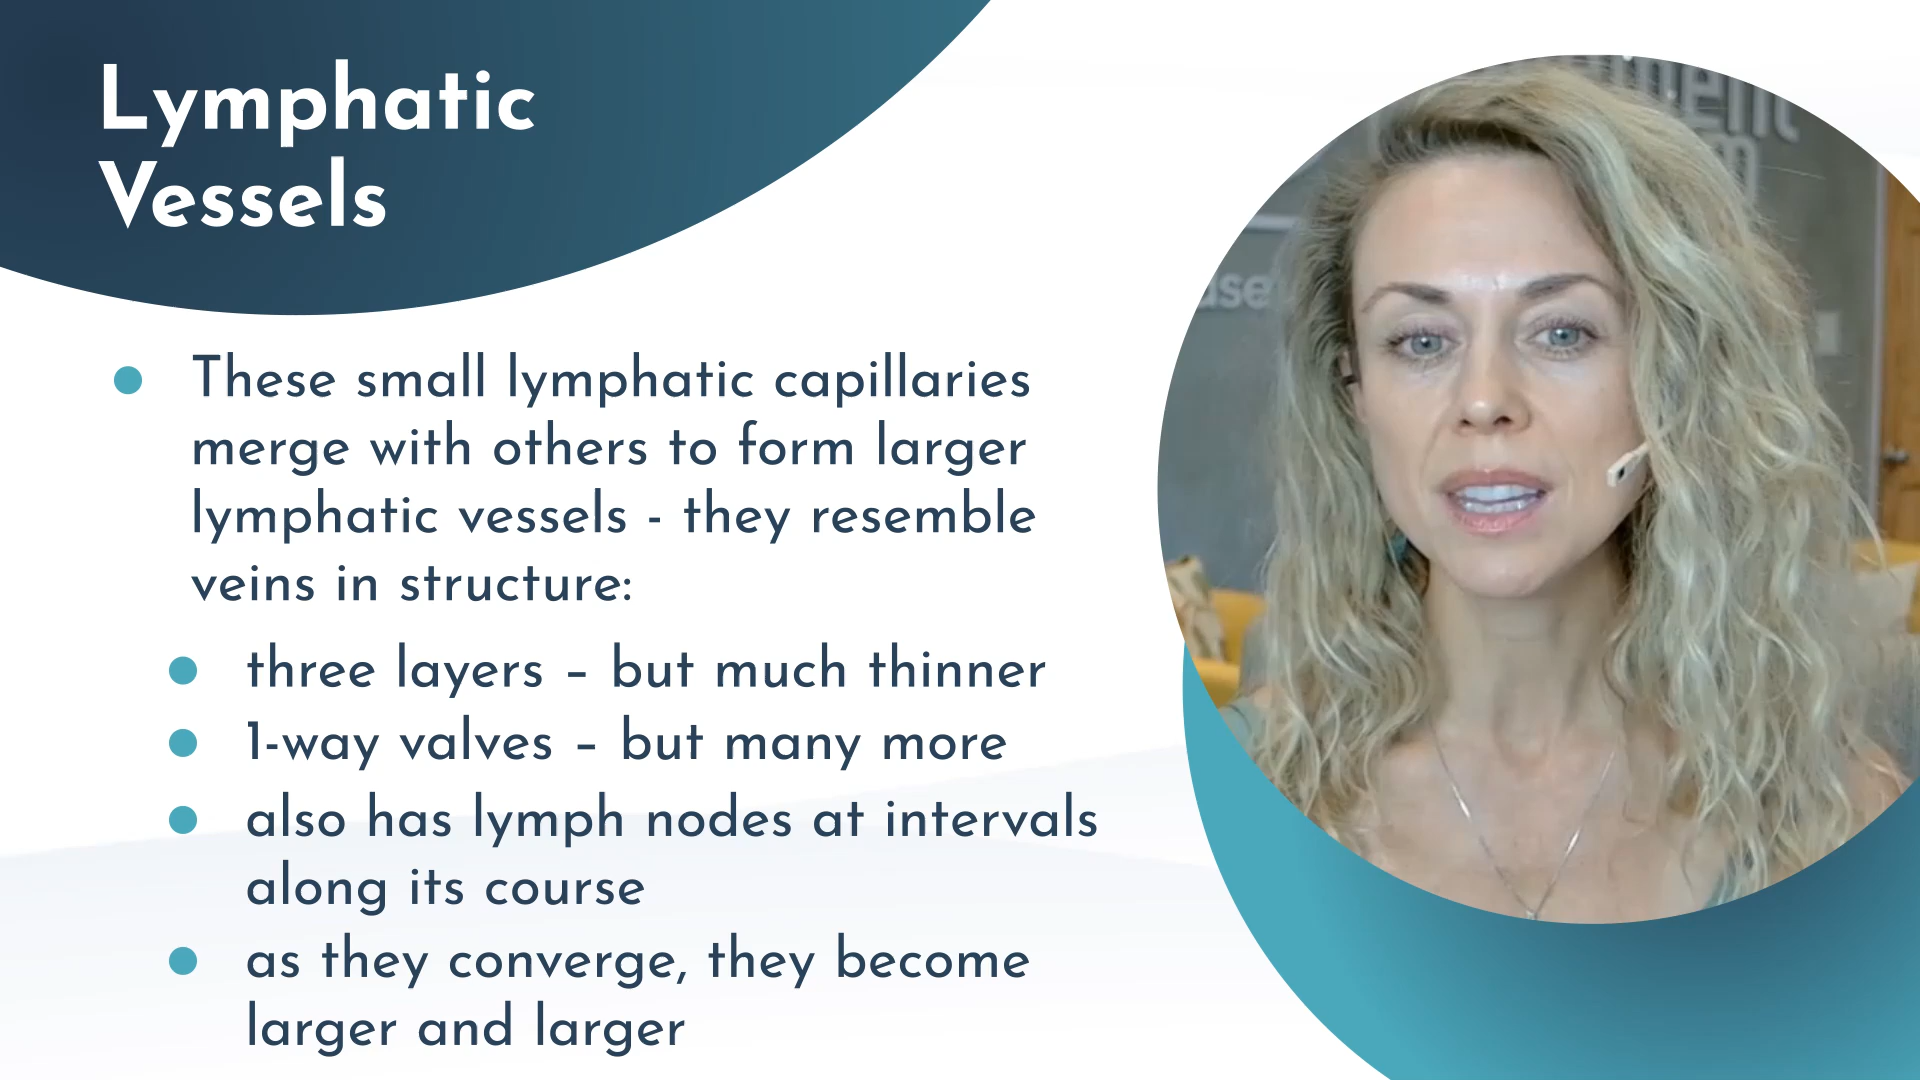 Lymphatic
Vessels
These small lymphatic capillaries
merge with others to form larger
lymphatic vessels - they resemble
veins in structure:
three layers – but much thinner
1-way valves – but many more
also has lymph nodes at intervals
along its course
as they converge, they become
larger and larger